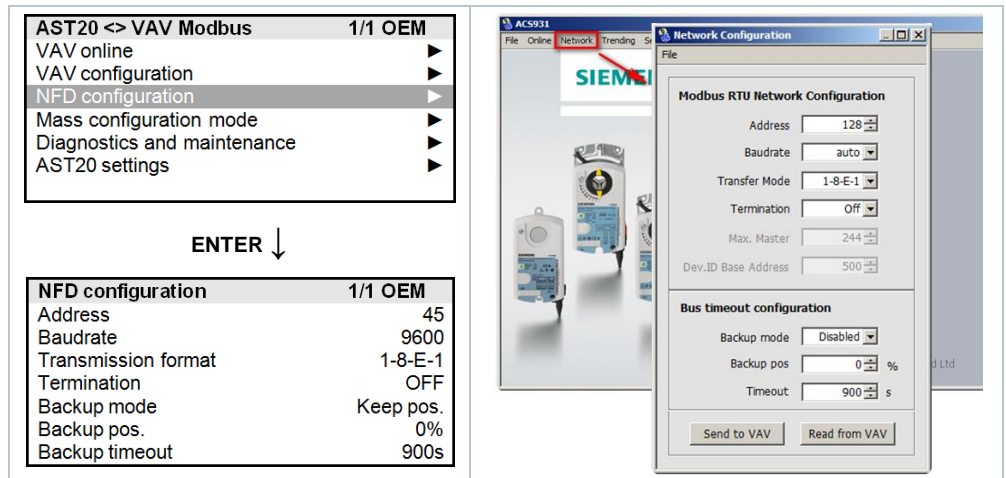 AST20 <> VAV Modbus 1/1 OEM
VAV online ▶
VAV configuration ▶
NFD configuration ▶
Mass configuration mode ▶
Diagnostics and maintenance ▶
AST20 settings ▶
ENTER ↓
NFD configuration 1/1 OEM
Address 45
Baudrate 9600
Transmission format 1-8-E-1
Termination OFF
Backup mode Keep pos.
Backup pos. 0%
Backup timeout 900s
ACS931
File Online Network Trending Se
SIEME
Network Configuration
File
Modbus RTU Network Configuration
Address 128
Baudrate auto
Transfer Mode 1-8-E-1
Termination Off
Max. Master 244
Dev.ID Base Address 500
Bus timeout configuration
Backup mode Disabled
Backup pos 0 %
Timeout 900 s
Send to VAV Read from VAV
d Ltd